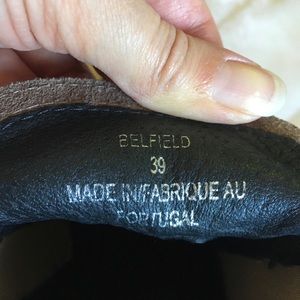 BELFIELD
39
MADE IN/FABRIQUE AU
PORTUGAL